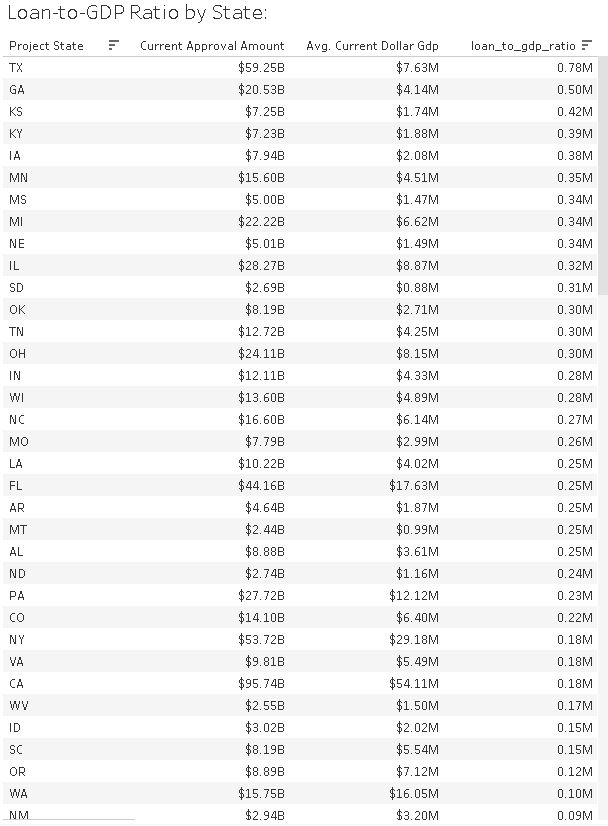 Loan-to-GDP Ratio by State:
Project State Current Approval Amount Avg. Current Dollar Gdp loan_to_gdp_ratio
TX $59.25B $7.63M 0.78M
GA $20.53B $4.14M 0.50M
KS $7.25B $1.74M 0.42M
KY $7.23B $1.88M 0.39M
IA $7.94B $2.08M 0.38M
MN $15.60B $4.51M 0.35M
MS $5.00B $1.47M 0.34M
MI $22.22B $6.62M 0.34M
NE $5.01B $1.49M 0.34M
IL $28.27B $8.87M 0.32M
SD $2.69B $0.88M 0.31M
OK $8.19B $2.71M 0.30M
TN $12.72B $4.25M 0.30M
OH $24.11B $8.15M 0.30M
IN $12.11B $4.33M 0.28M
WI $13.60B $4.89M 0.28M
NC $16.60B $6.14M 0.27M
MO $7.79B $2.99M 0.26M
LA $10.22B $4.02M 0.25M
FL $44.16B $17.63M 0.25M
AR $4.64B $1.87M 0.25M
MT $2.44B $0.99M 0.25M
AL $8.88B $3.61M 0.25M
ND $2.74B $1.16M 0.24M
PA $27.72B $12.12M 0.23M
CO $14.10B $6.40M 0.22M
NY $53.72B $29.18M 0.18M
VA $9.81B $5.49M 0.18M
CA $95.74B $54.11M 0.18M
WV $2.55B $1.50M 0.17M
ID $3.02B $2.02M 0.15M
SC $8.19B $5.54M 0.15M
OR $8.89B $7.12M 0.12M
WA $15.75B $16.05M 0.10M
NM $2.94B $3.20M 0.09M